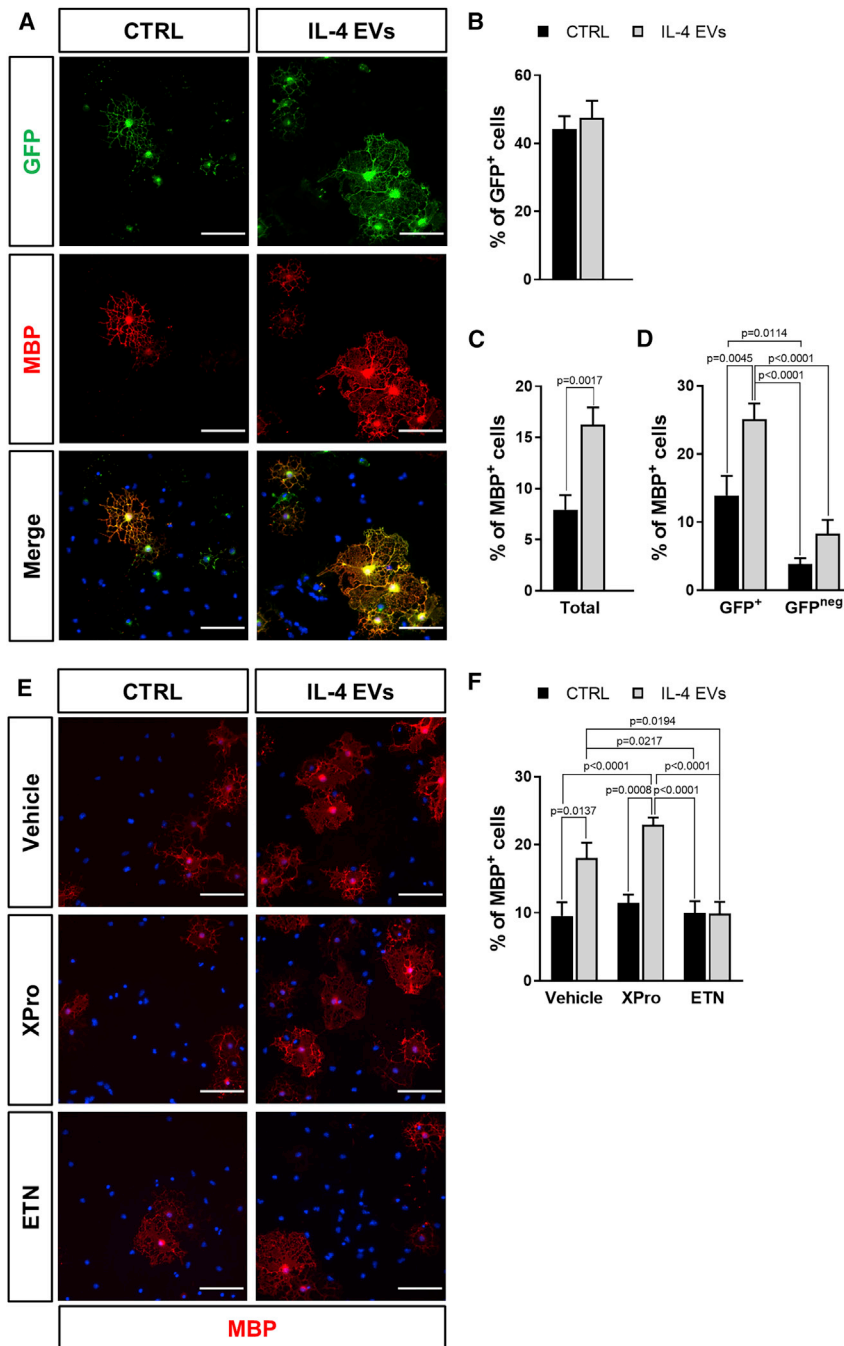 A
CTRL
IL-4 EVs
GFP
MBP
Merge
B
CTRL
IL-4 EVs
% of GFP+ cells
60
40
20
0
C
% of MBP+ cells
20
15
10
5
0
p=0.0017
Total
D
% of MBP+ cells
30
20
10
0
p=0.0114
p=0.0045
p<0.0001
p<0.0001
GFP+
GFPneg
E
CTRL
IL-4 EVs
Vehicle
XPro
ETN
MBP
F
CTRL
IL-4 EVs
% of MBP+ cells
30
20
10
0
p=0.0194
p=0.0217
p<0.0001
p<0.0001
p=0.0008
p<0.0001
p=0.0137
Vehicle
XPro
ETN